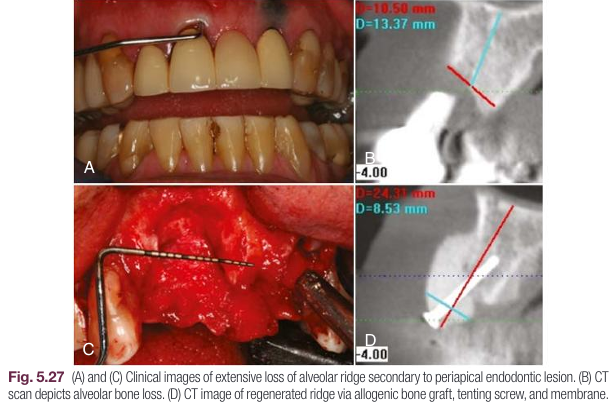 D=10.50 mm
D=13.37 mm
A
B
-4.00
D=24.31 mm
D=8.53 mm
C
D
-4.00
Fig. 5.27 (A) and (C) Clinical images of extensive loss of alveolar ridge secondary to periapical endodontic lesion. (B) CT
scan depicts alveolar bone loss. (D) CT image of regenerated ridge via allogenic bone graft, tenting screw, and membrane.